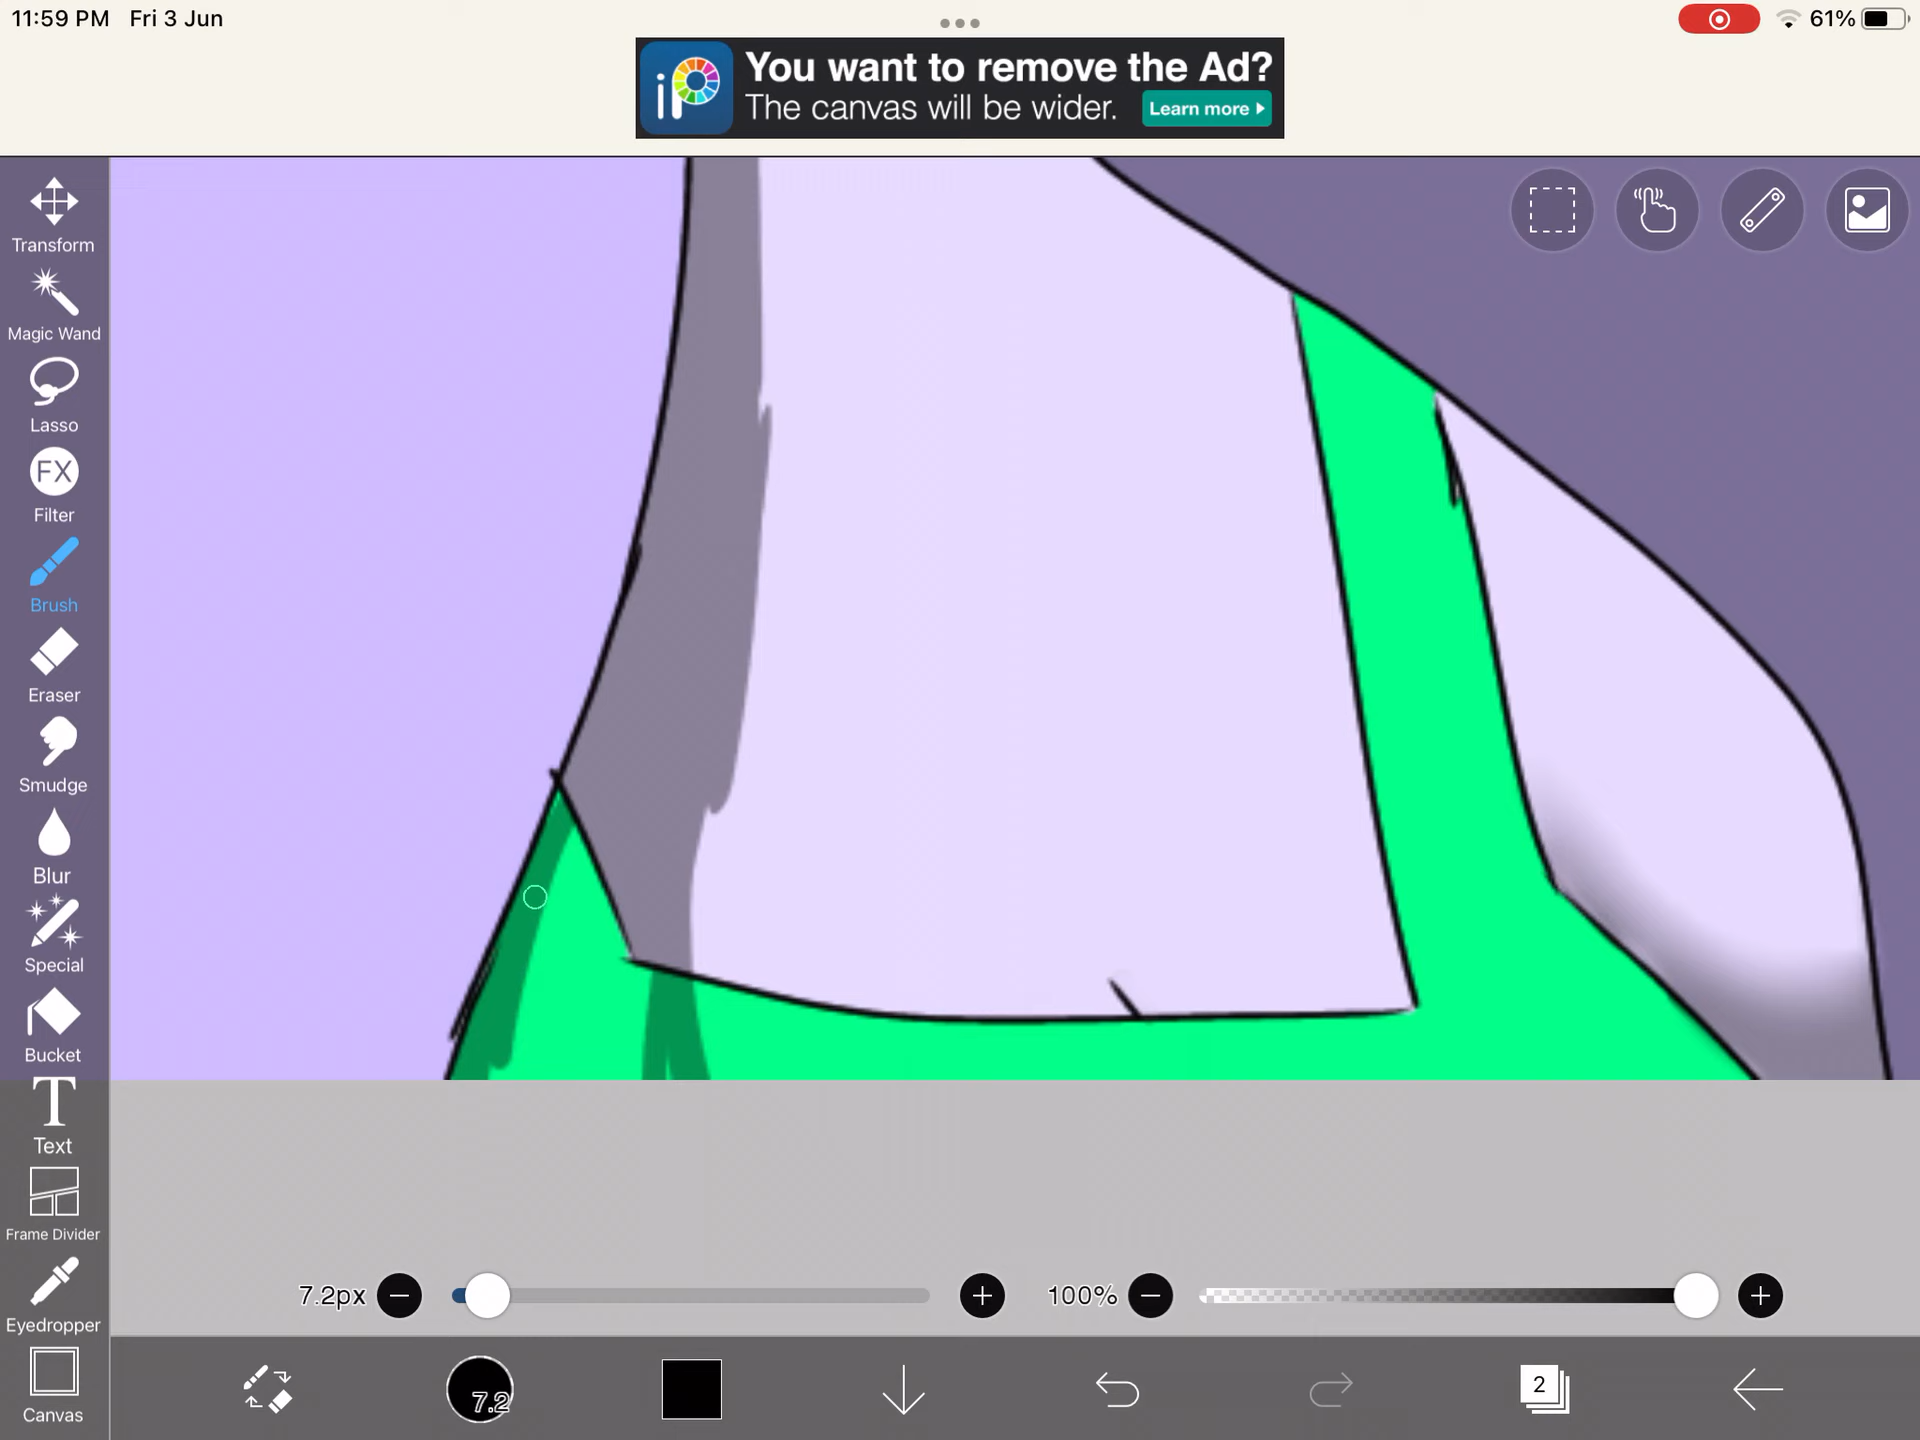 11:59 PM Fri 3 Jun
61%
iP
You want to remove the Ad?
The canvas will be wider.
Learn more
Transform
Magic Wand
Lasso
FX
Filter
Brush
Eraser
Smudge
Blur
Special
Bucket
T
Text
Frame Divider
7.2px
100%
Eyedropper
7.2
2
Canvas